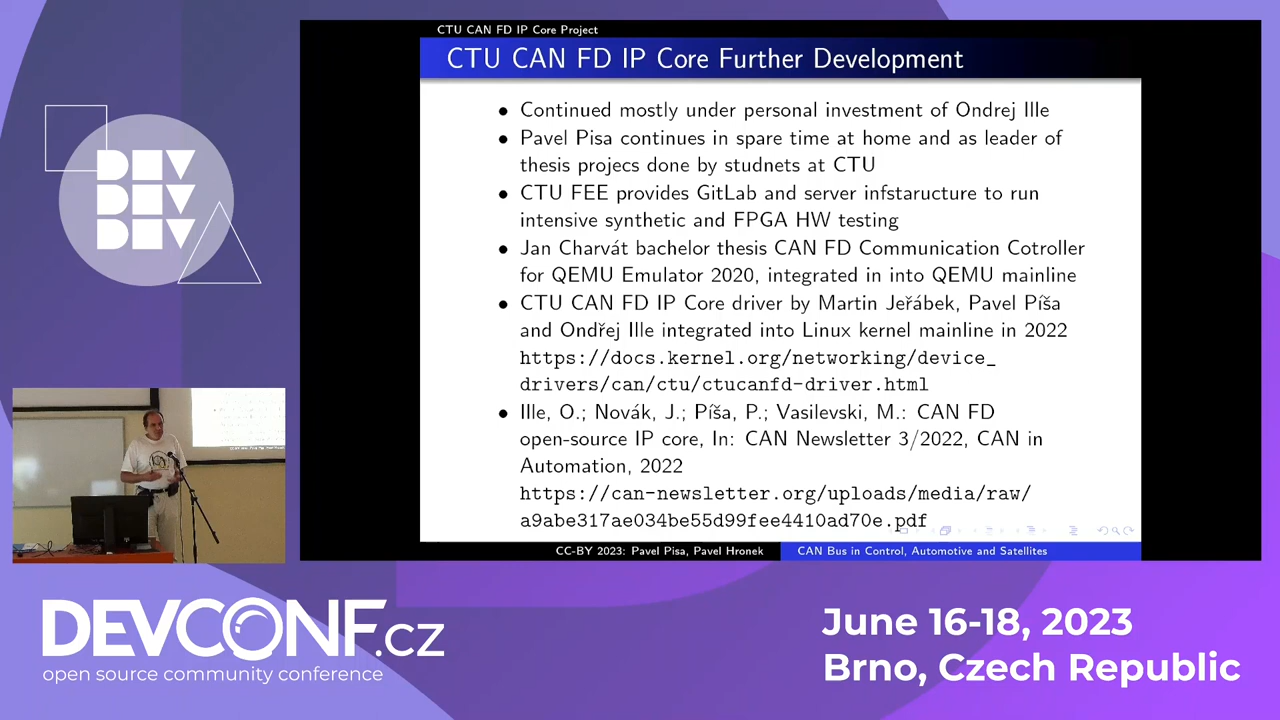 CTU CAN FD IP Core Project
CTU CAN FD IP Core Further Development
• Continued mostly under personal investment of Ondrej Ille
• Pavel Pisa continues in spare time at home and as leader of
thesis projecs done by studnets at CTU
• CTU FEE provides GitLab and server infstaructure to run
intensive synthetic and FPGA HW testing
• Jan Charvát bachelor thesis CAN FD Communication Cotroller
for QEMU Emulator 2020, integrated in into QEMU mainline
• CTU CAN FD IP Core driver by Martin Jeřábek, Pavel Píša
and Ondřej Ille integrated into Linux kernel mainline in 2022
https://docs.kernel.org/networking/device_
drivers/can/ctu/ctucanfd-driver.html
• Ille, O.; Novák, J.; Píša, P.; Vasilevski, M.: CAN FD
open-source IP core, In: CAN Newsletter 3/2022, CAN in
Automation, 2022
https://can-newsletter.org/uploads/media/raw/
a9abe317ae034be55d99fee4410ad70e.pdf
CC-BY 2023: Pavel Pisa, Pavel Hronek
CAN Bus in Control, Automotive and Satellites
DEV
DEV
DEV
DEVCONF.cz
open source community conference
June 16-18, 2023
Brno, Czech Republic